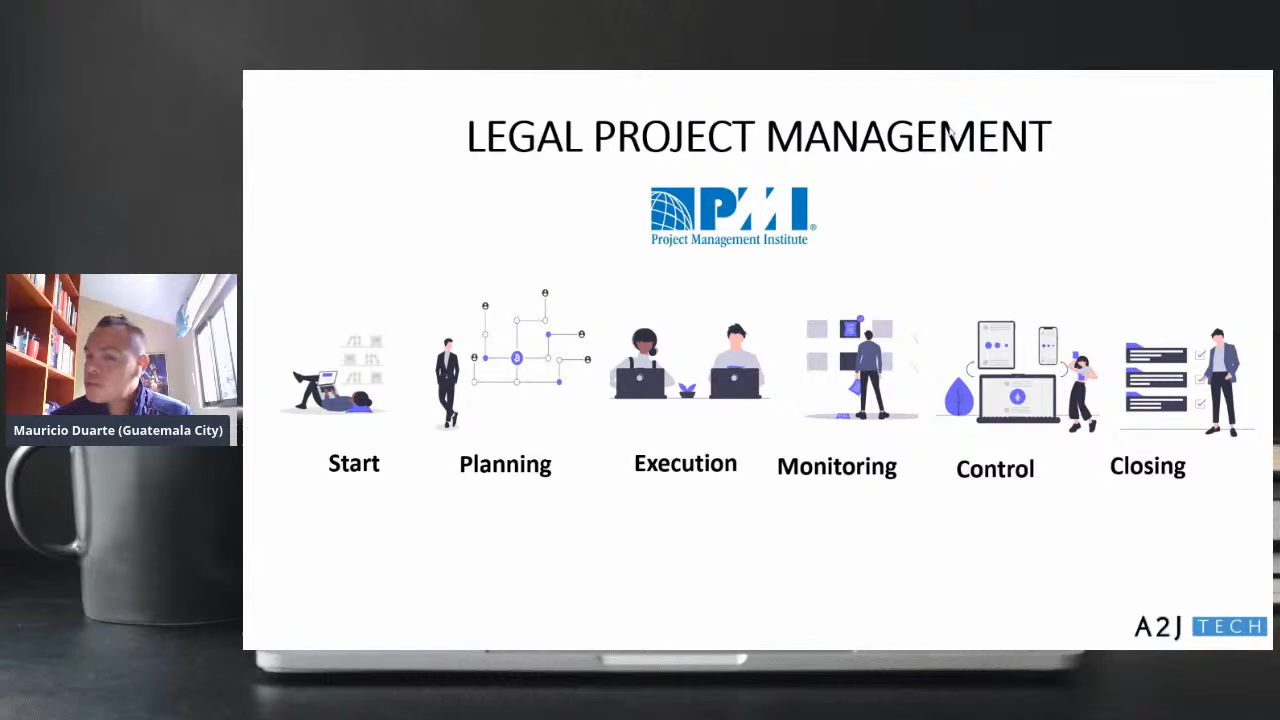 LEGAL PROJECT MANAGEMENT
PMI®
Project Management Institute
Start
Planning
Execution
Monitoring
Control
Closing
Mauricio Duarte (Guatemala City)
A2J TECH